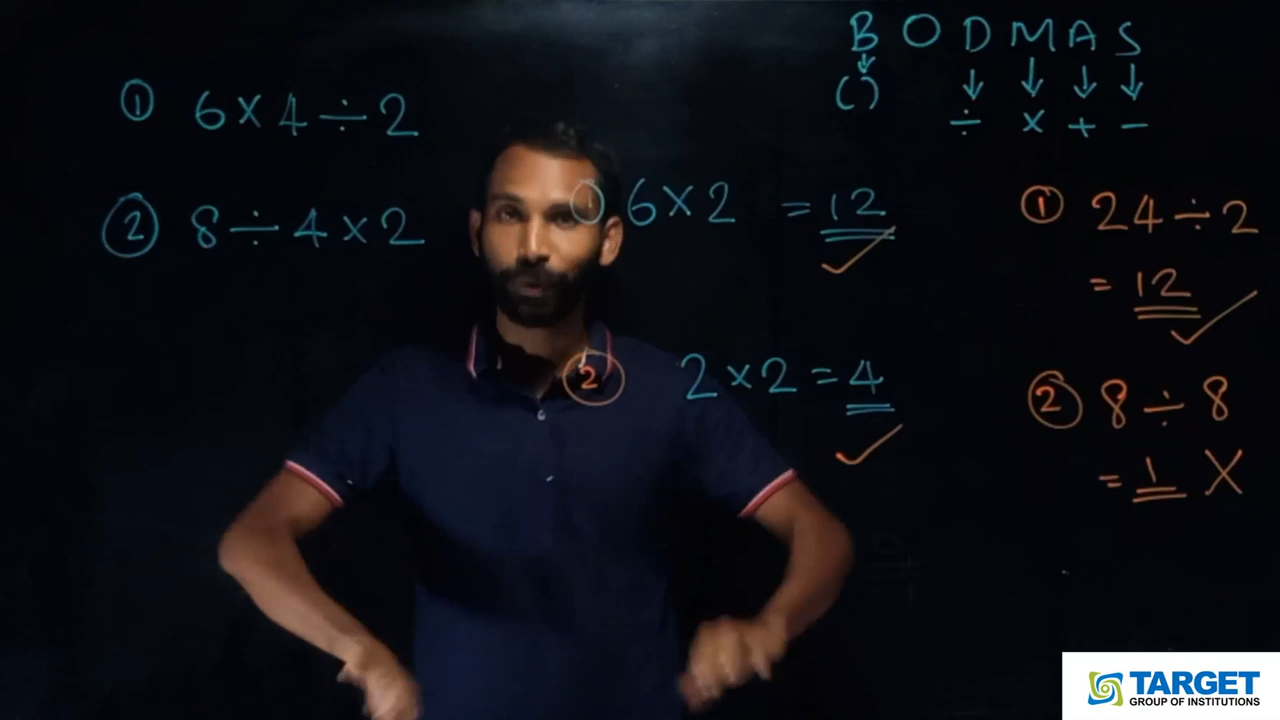 ① 6×4÷2
② 8÷4×2
B O D M A S
↓ ↓ ↓ ↓ ↓
() ÷ × + −
① 6×2 = 12 ✓
② 2×2 = 4
✓
① 24÷2
= 12 ✓
② 8÷8
= 1 X
TARGET
GROUP OF INSTITUTIONS